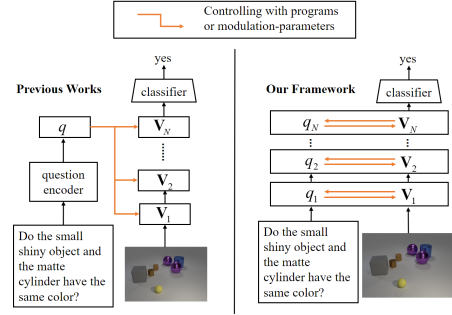 Controlling with programs
or modulation-parameters
Previous Works
yes
classifier
q
V_N
question
encoder
V_2
V_1
Do the small
shiny object and
the matte
cylinder have the
same color?
Our Framework
yes
classifier
q_N V_N
q_2 V_2
q_1 V_1
Do the small
shiny object and
the matte
cylinder have the
same color?